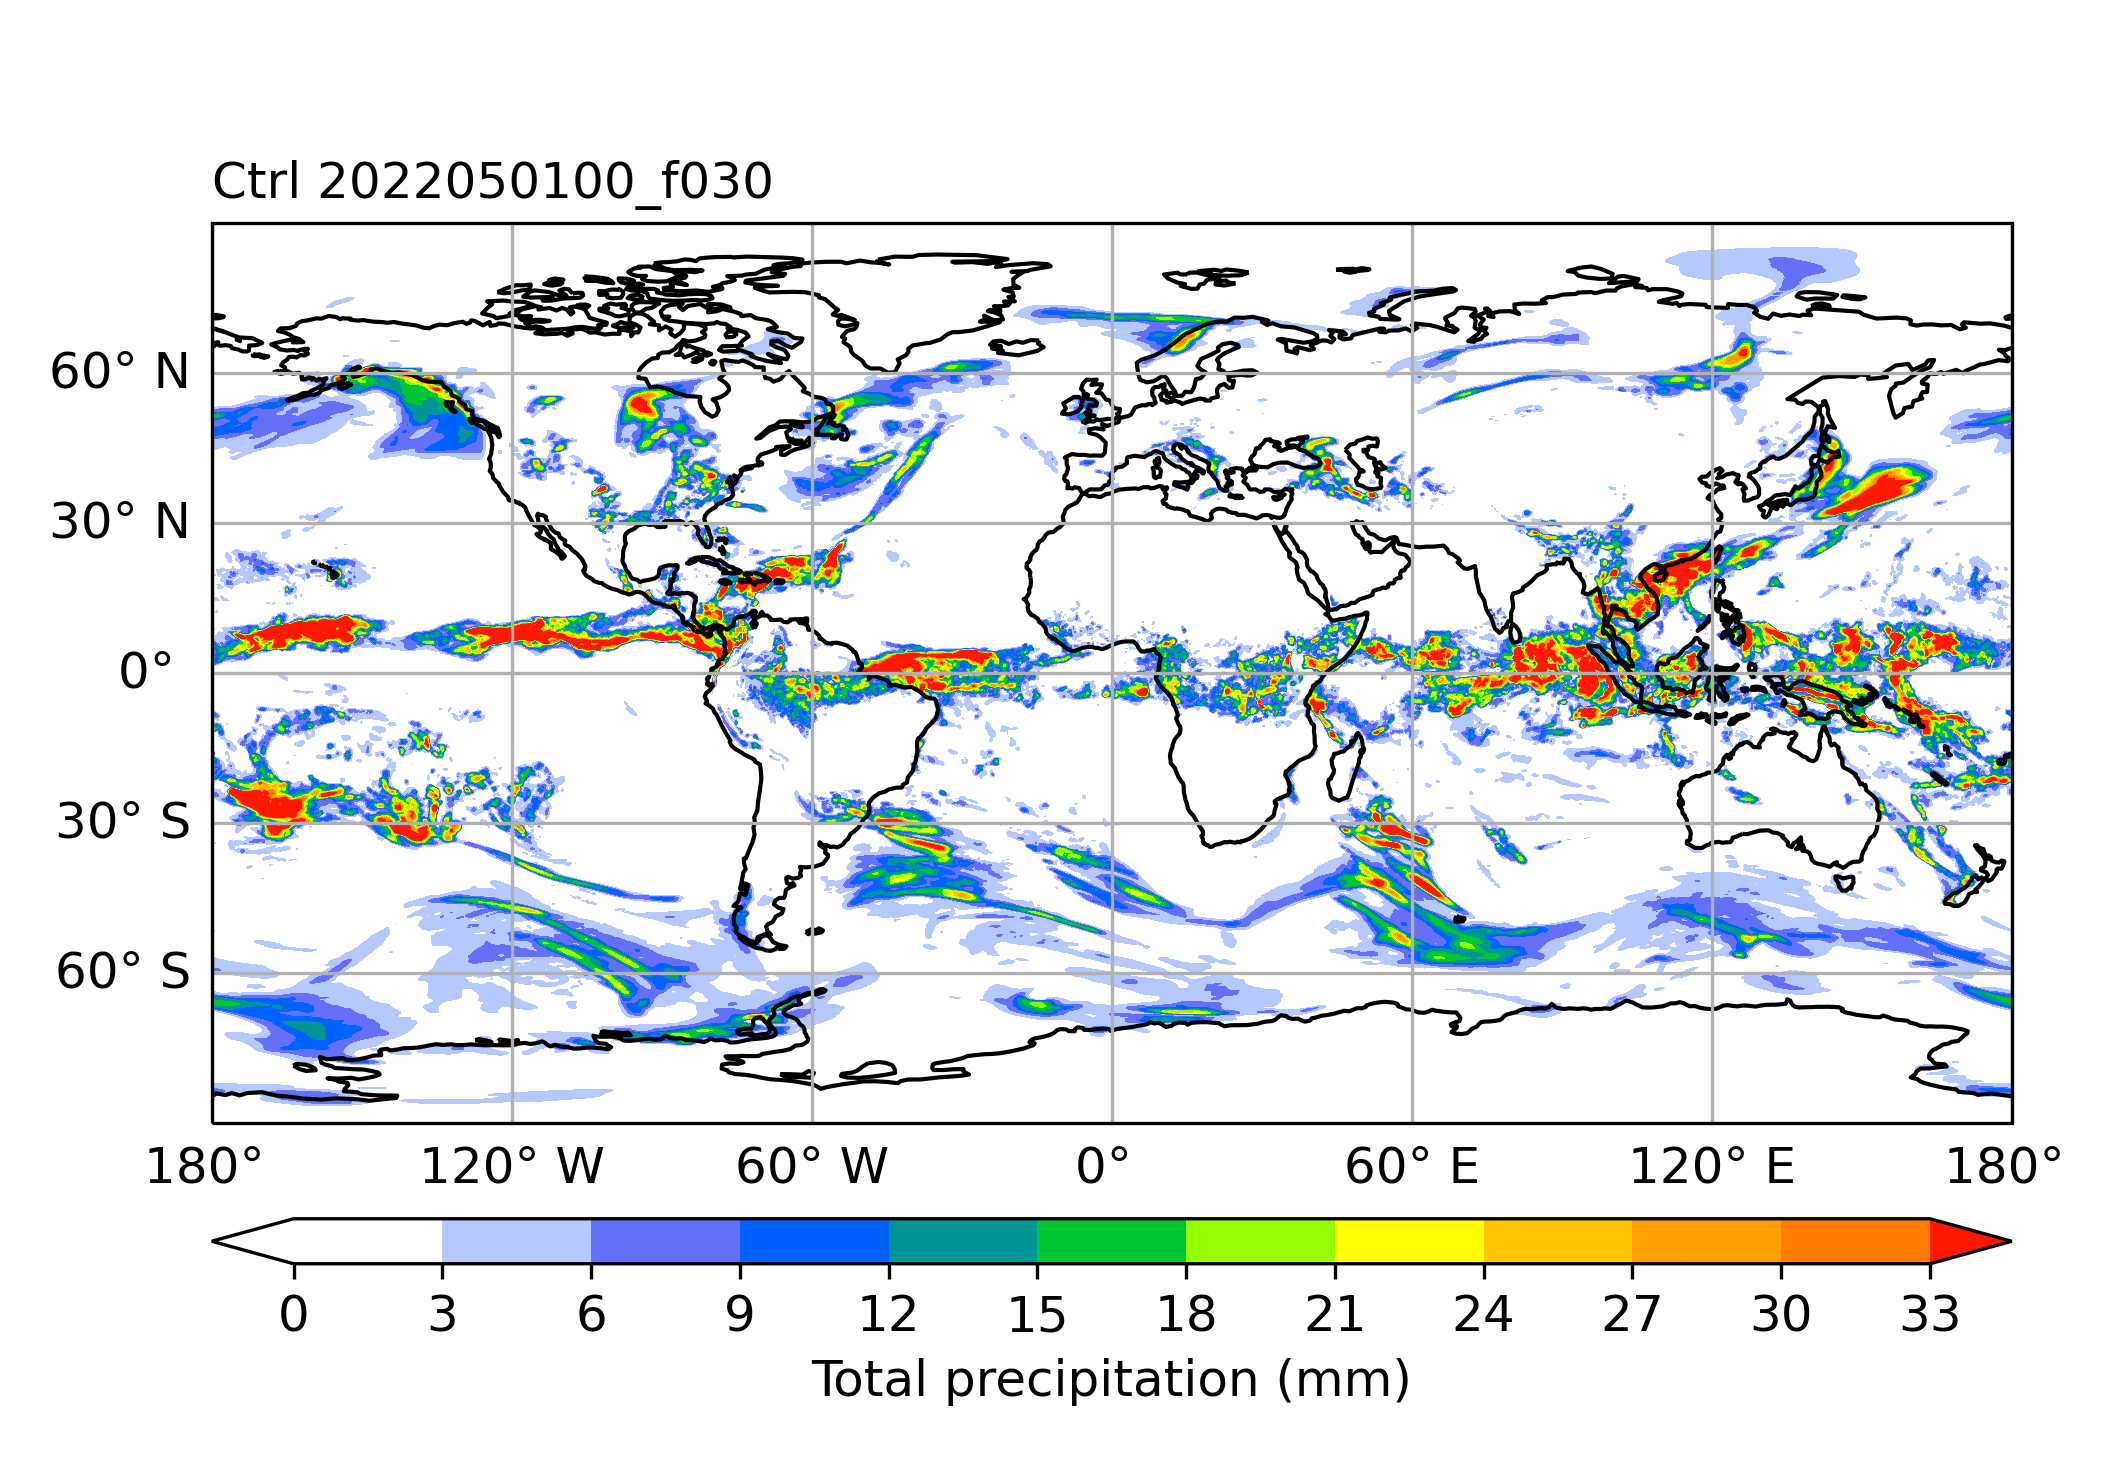 Ctrl 2022050100_f030
60° N
30° N
0°
30° S
60° S
180° 120° W 60° W 0° 60° E 120° E 180°
0 3 6 9 12 15 18 21 24 27 30 33
Total precipitation (mm)